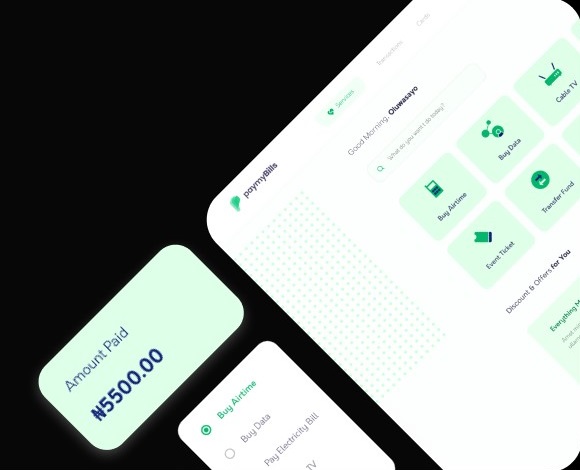 paymyBills
Services
Transactions
Cards
Good Morning, Oluwasayo
What do you want to do today?
Buy Airtime
Buy Data
Cable TV
Event Ticket
Transfer Fund
Discount & Offers for You
Everything
Amount Paid
₦5500.00
Buy Airtime
Buy Data
Pay Electricity Bill
TV